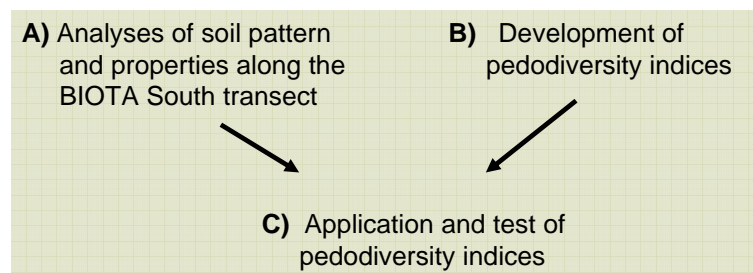 A) Analyses of soil pattern
and properties along the
BIOTA South transect
B) Development of
pedodiversity indices
C) Application and test of
pedodiversity indices